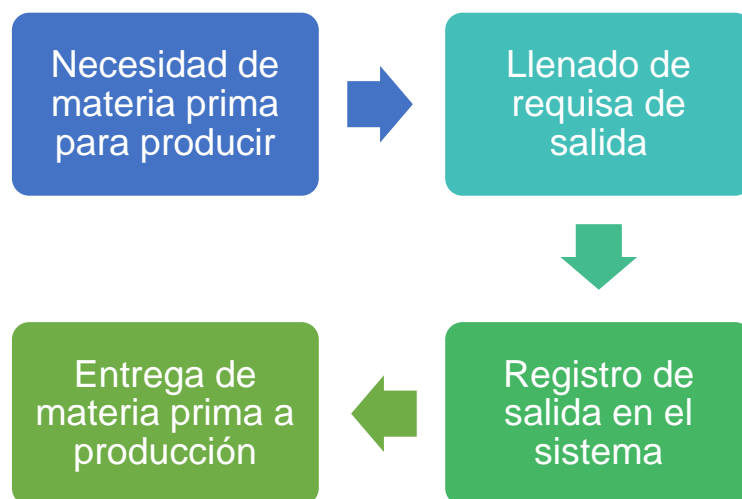 Necesidad de
materia prima
para producir
Llenado de
requisa de
salida
Registro de
salida en el
sistema
Entrega de
materia prima a
producción